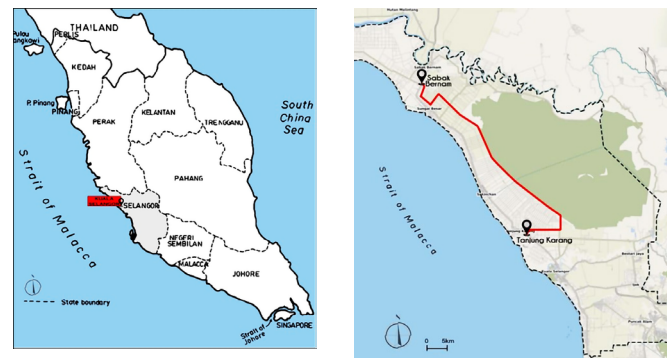 THAILAND
Pulau
Langkawi
PERLIS
KEDAH
P. Pinang
PINANG
PERAK
KELANTAN
TRENGGANU
South
China
Sea
PAHANG
Strait of Malacca
SELANGOR
NEGERI
SEMBILAN
MALACCA
JOHORE
Strait of
Johore
SINGAPORE
State boundary
Sabak
Bernam
Strait of Malacca
Tanjung Karang
0 5km